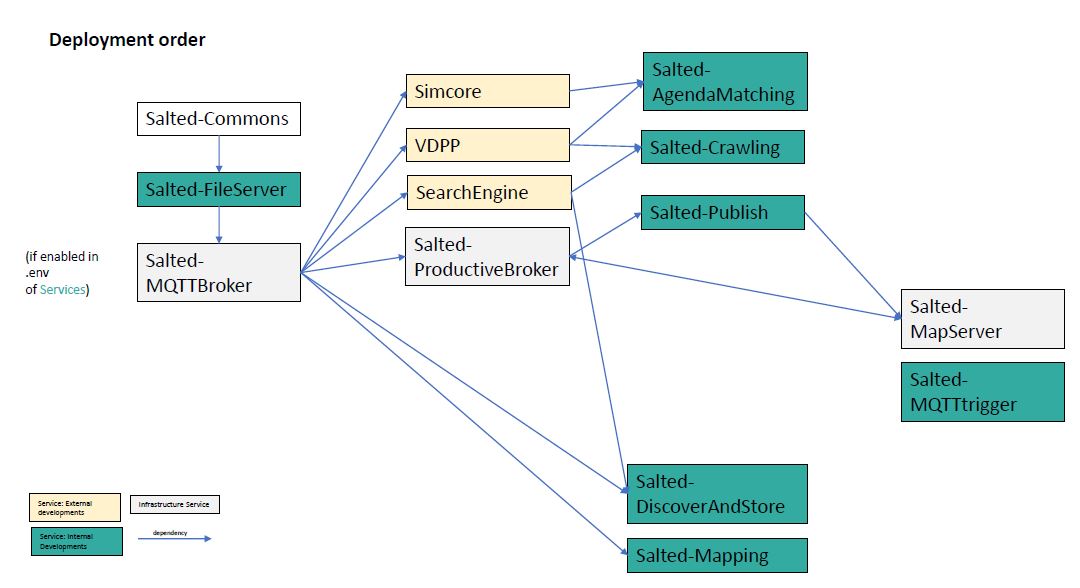 Deployment order
Salted-Commons
Salted-FileServer
(if enabled in
.env
of Services)
Salted-
MQTTBroker
Simcore
VDPP
SearchEngine
Salted-
ProductiveBroker
Salted-
AgendaMatching
Salted-Crawling
Salted-Publish
Salted-
MapServer
Salted-
MQTTtrigger
Salted-
DiscoverAndStore
Salted-Mapping
Service: External
developments
Infrastructure Service
Service: Internal
Developments
dependency